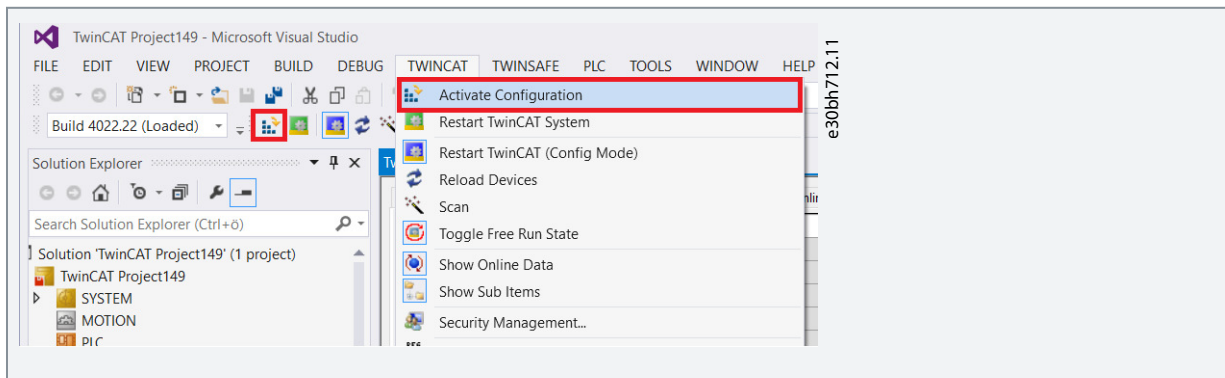 TwinCAT Project149 - Microsoft Visual Studio
FILE EDIT VIEW PROJECT BUILD DEBUG TWINCAT TWINSAFE PLC TOOLS WINDOW HELP
Activate Configuration
Build 4022.22 (Loaded)
Restart TwinCAT System
Restart TwinCAT (Config Mode)
Reload Devices
Scan
Toggle Free Run State
Show Online Data
Show Sub Items
Security Management...
Solution Explorer
Search Solution Explorer (Ctrl+ö)
Solution 'TwinCAT Project149' (1 project)
TwinCAT Project149
SYSTEM
MOTION
PLC
e30bh712.11